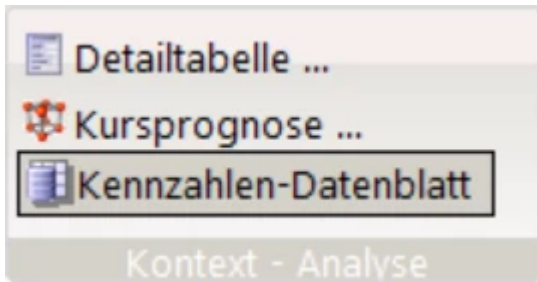 Detailtabelle ...
Kursprognose ...
Kennzahlen-Datenblatt
Kontext - Analyse